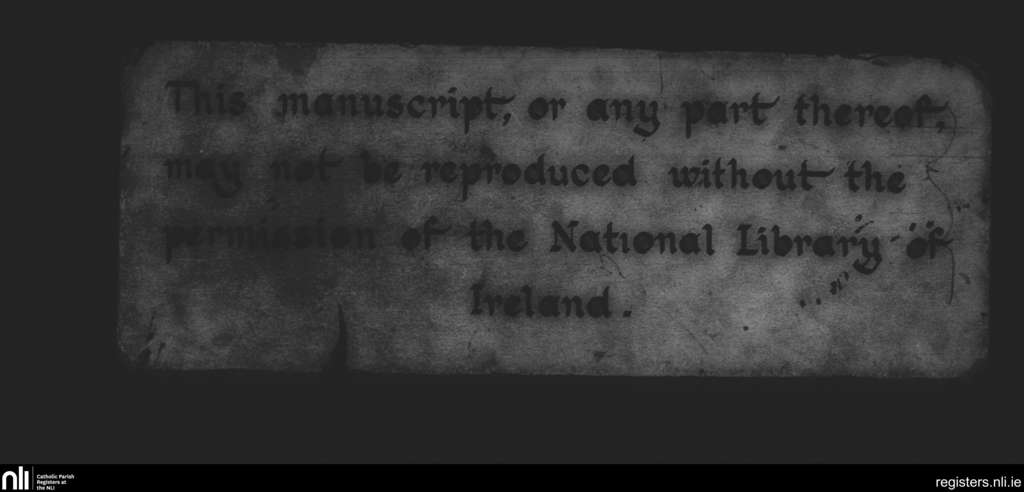 This manuscript, or any part thereof,
may not be reproduced without the
permission of the National Library of
Ireland.
nli
Catholic Parish
Registers at
the NLI
registers.nli.ie